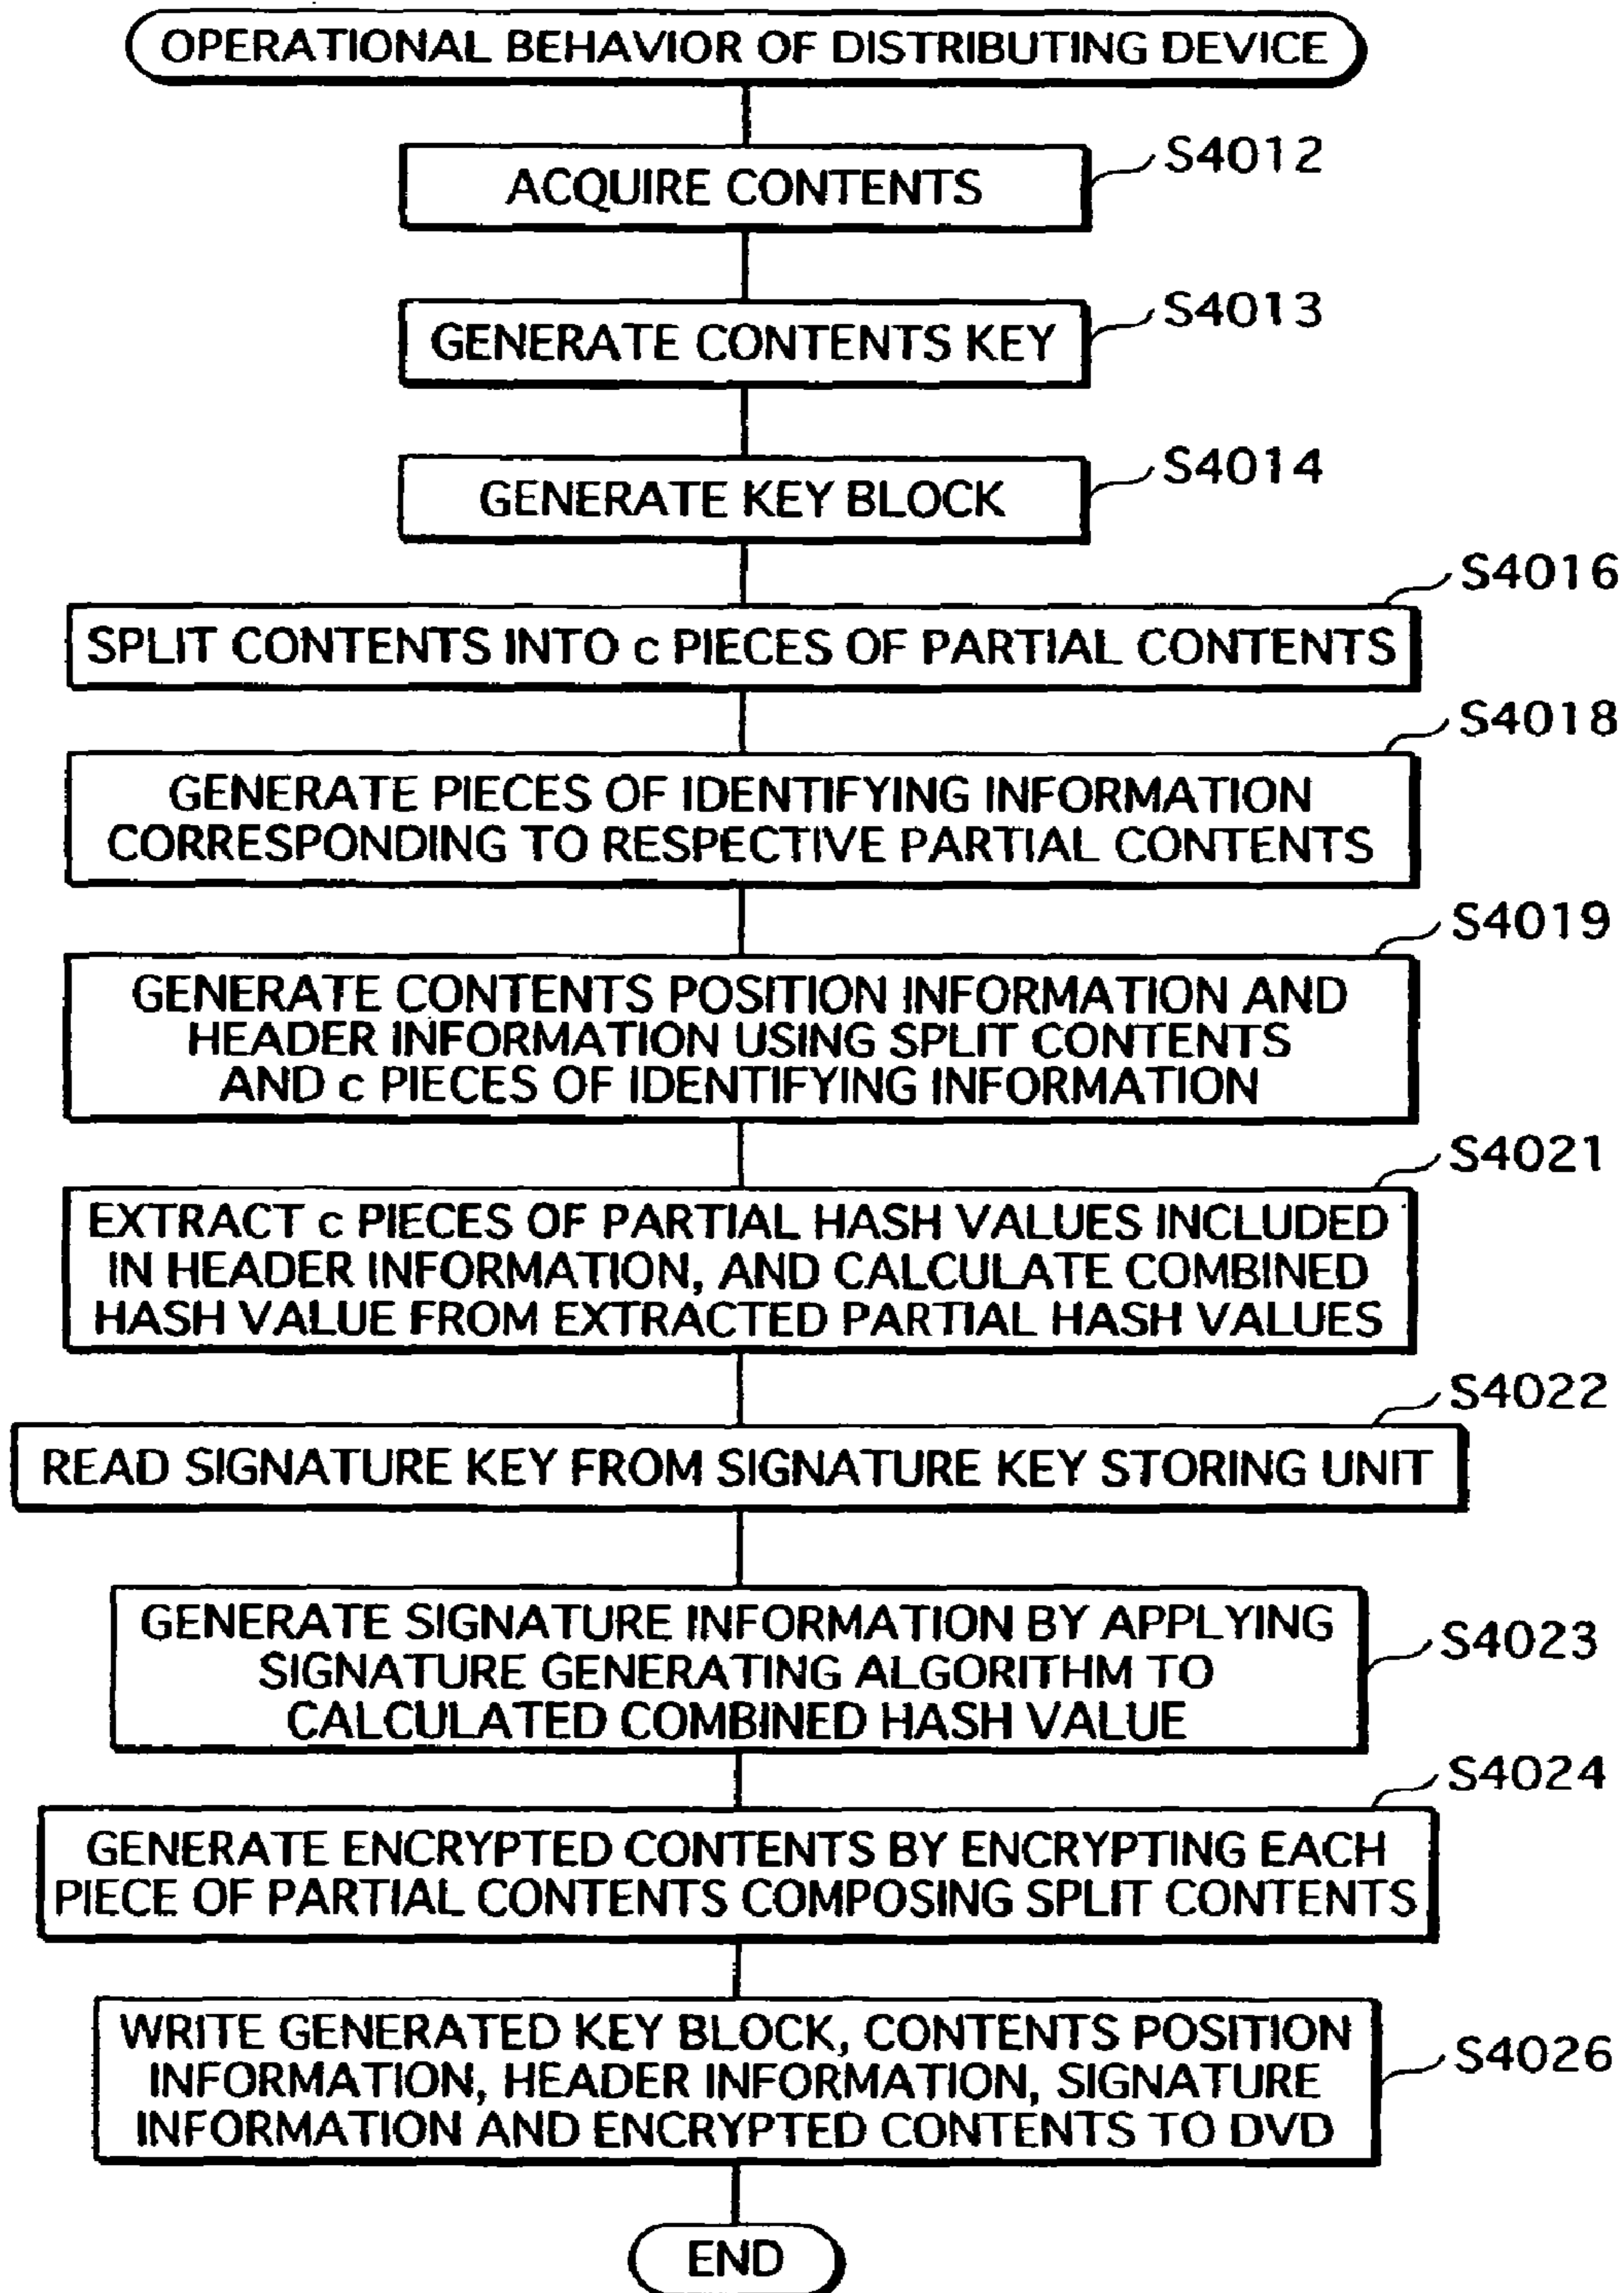 OPERATIONAL BEHAVIOR OF DISTRIBUTING DEVICE
S4012
ACQUIRE CONTENTS
S4013
GENERATE CONTENTS KEY
S4014
GENERATE KEY BLOCK
S4016
SPLIT CONTENTS INTO c PIECES OF PARTIAL CONTENTS
S4018
GENERATE PIECES OF IDENTIFYING INFORMATION
CORRESPONDING TO RESPECTIVE PARTIAL CONTENTS
S4019
GENERATE CONTENTS POSITION INFORMATION AND
HEADER INFORMATION USING SPLIT CONTENTS
AND c PIECES OF IDENTIFYING INFORMATION
S4021
EXTRACT c PIECES OF PARTIAL HASH VALUES INCLUDED
IN HEADER INFORMATION, AND CALCULATE COMBINED
HASH VALUE FROM EXTRACTED PARTIAL HASH VALUES
S4022
READ SIGNATURE KEY FROM SIGNATURE KEY STORING UNIT
GENERATE SIGNATURE INFORMATION BY APPLYING
SIGNATURE GENERATING ALGORITHM TO
CALCULATED COMBINED HASH VALUE
S4023
S4024
GENERATE ENCRYPTED CONTENTS BY ENCRYPTING EACH
PIECE OF PARTIAL CONTENTS COMPOSING SPLIT CONTENTS
WRITE GENERATED KEY BLOCK, CONTENTS POSITION
INFORMATION, HEADER INFORMATION, SIGNATURE
INFORMATION AND ENCRYPTED CONTENTS TO DVD
S4026
END